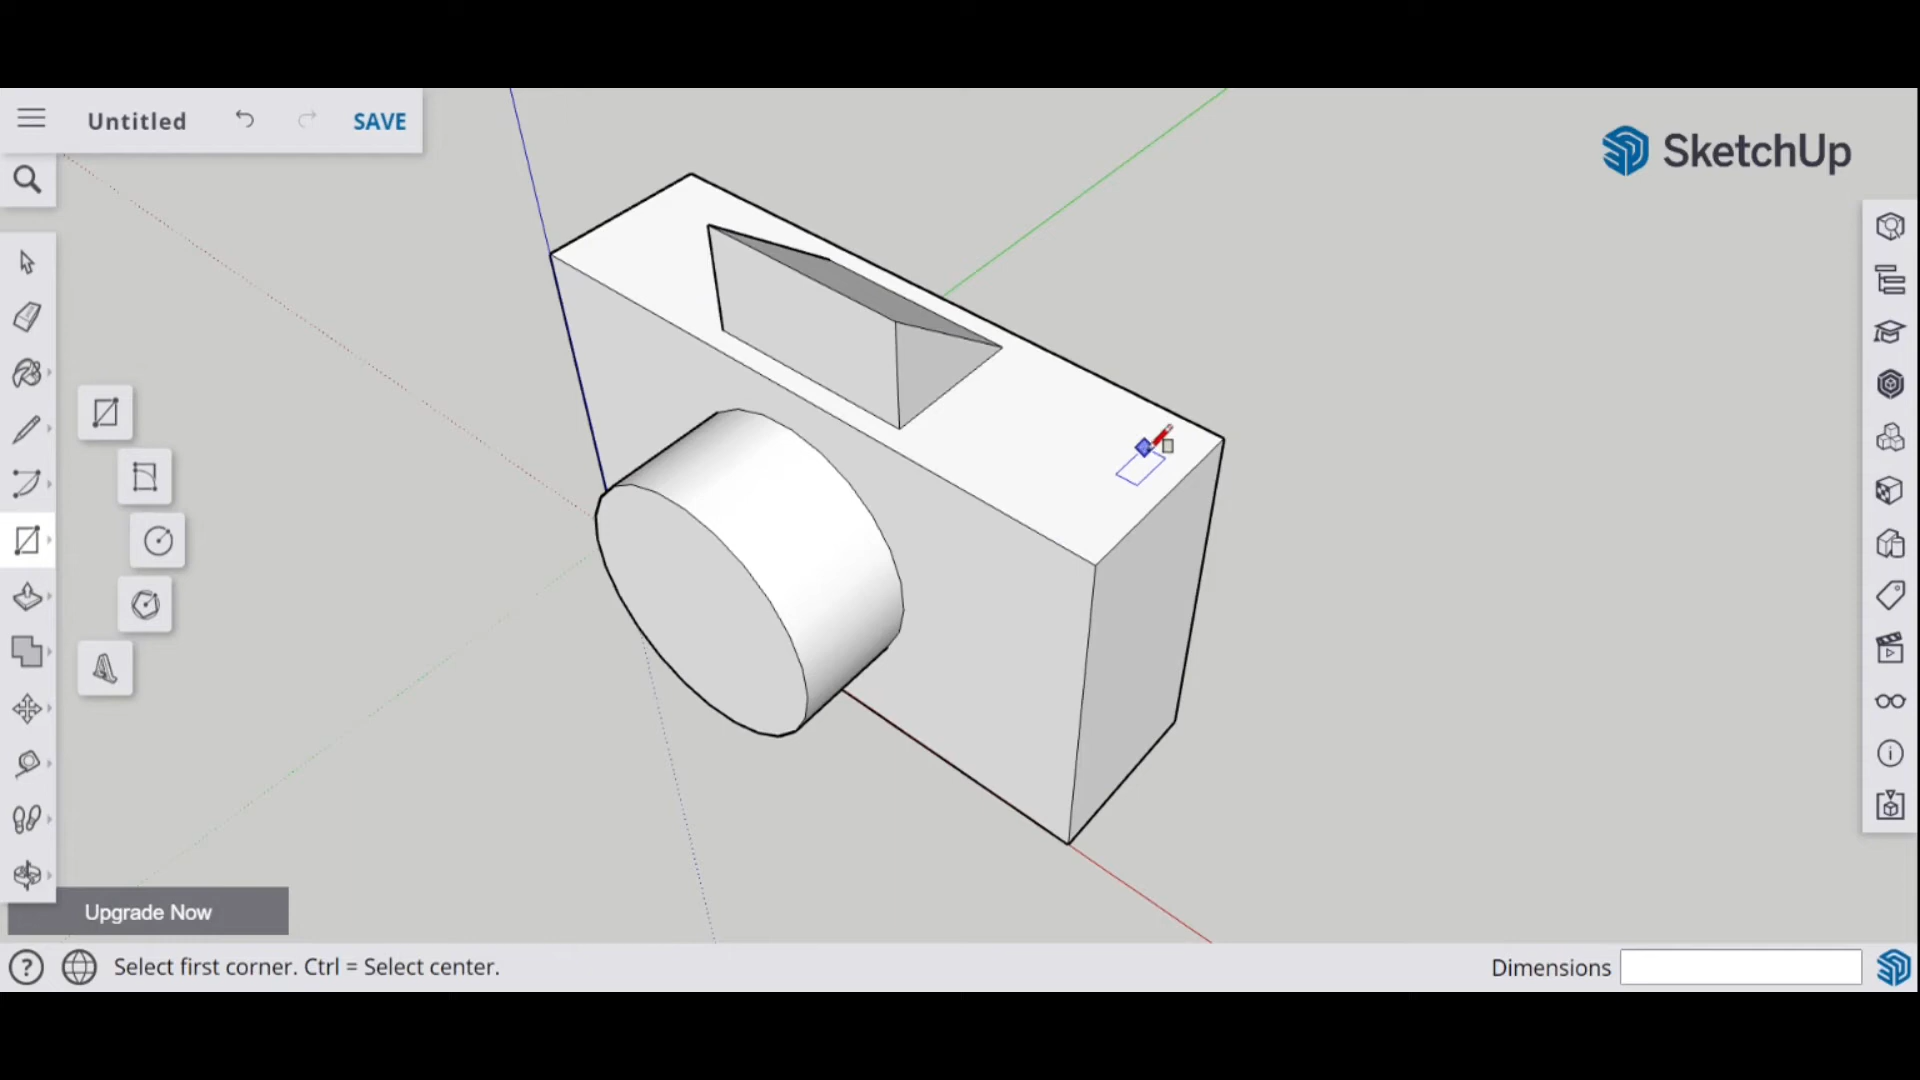 Untitled
SAVE
SketchUp
Upgrade Now
Select first corner. Ctrl = Select center.
Dimensions